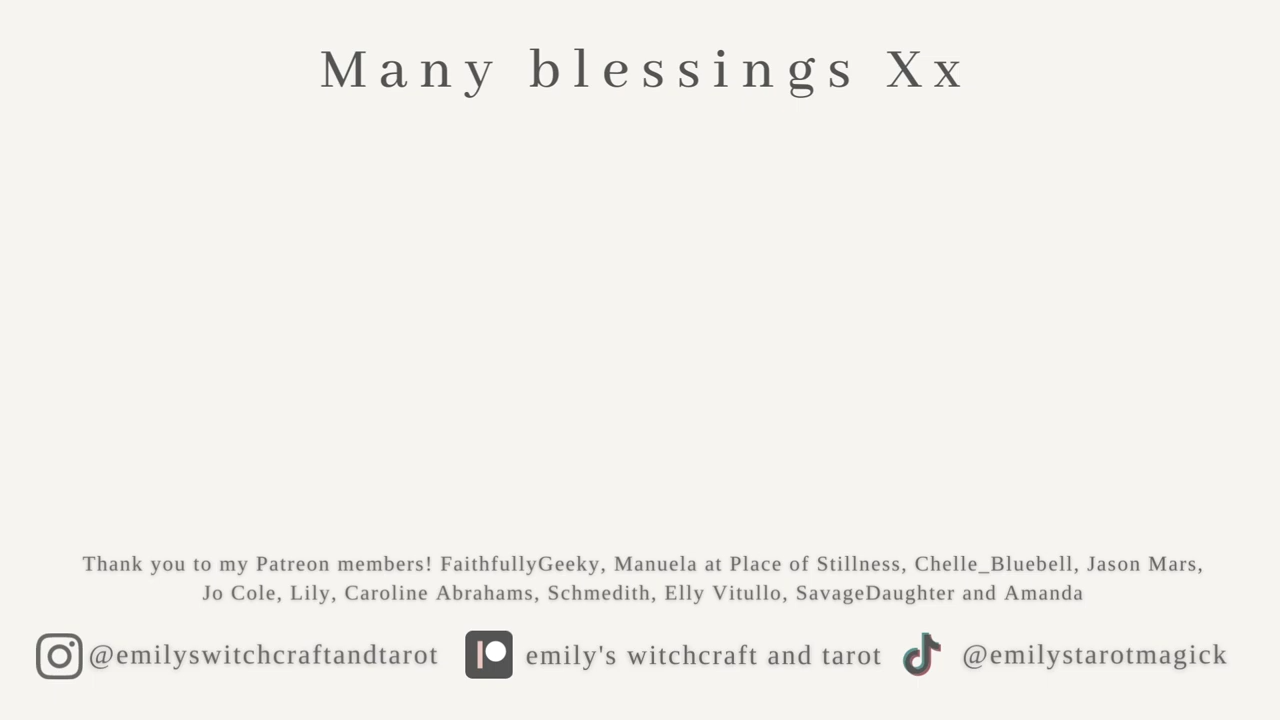 Many blessings Xx
Thank you to my Patreon members! FaithfullyGeeky, Manuela at Place of Stillness, Chelle_Bluebell, Jason Mars,
Jo Cole, Lily, Caroline Abrahams, Schmedith, Elly Vitullo, SavageDaughter and Amanda
@emilyswitchcraftandtarot emily's witchcraft and tarot @emilystarotmagick